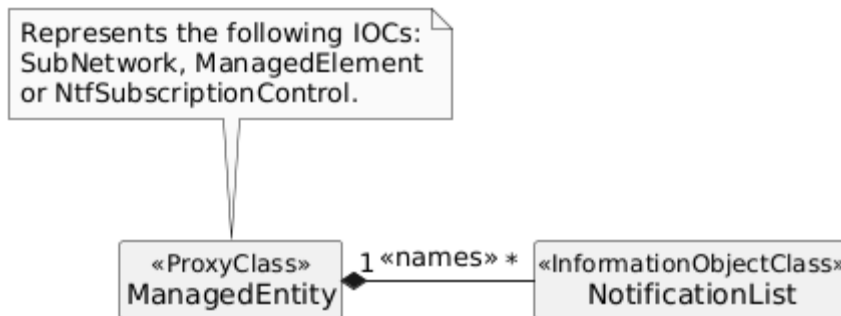 Represents the following IOCs:
SubNetwork, ManagedElement
or NtfSubscriptionControl.
«ProxyClass»
ManagedEntity
1 «names» *
«InformationObjectClass»
NotificationList